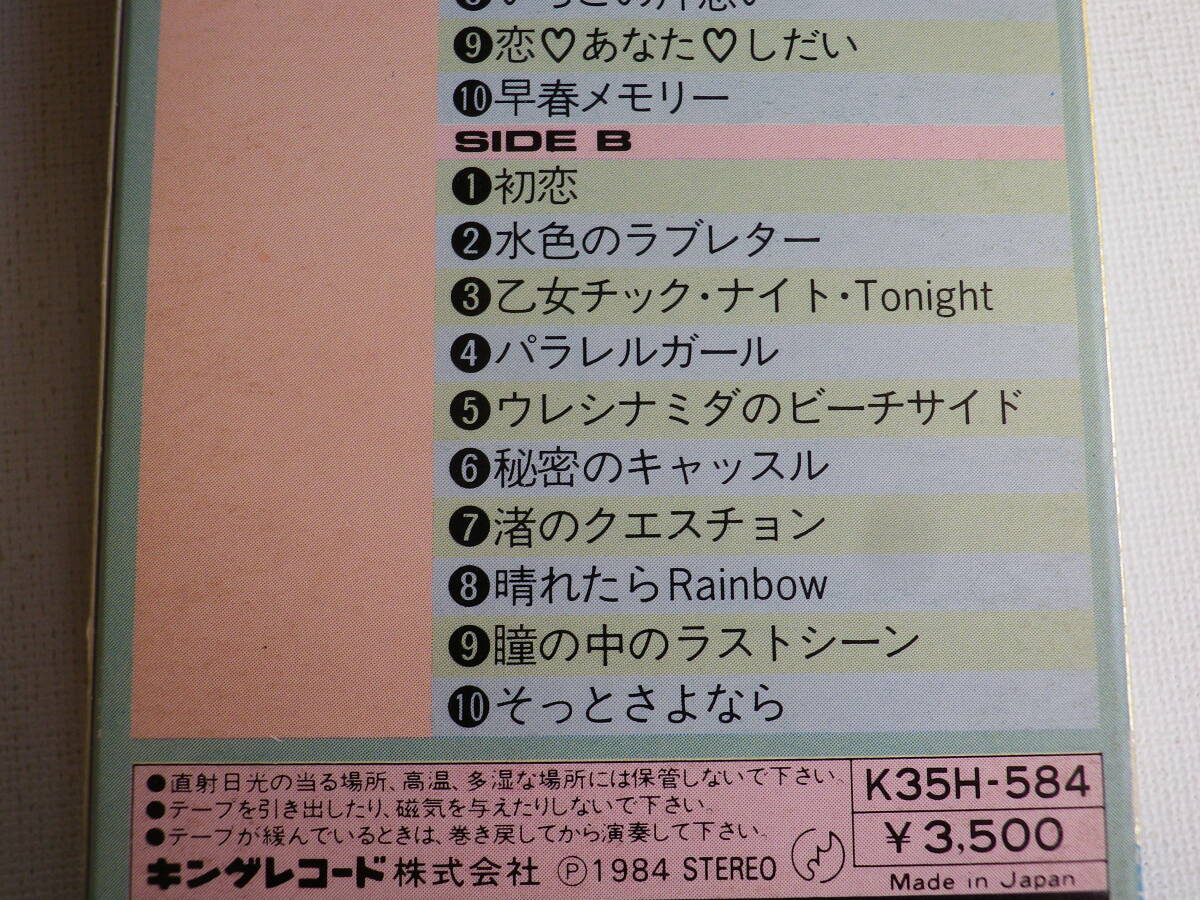 ❾恋♡あなた♡しだい
❿早春メモリー
SIDE B
❶初恋
❷水色のラブレター
❸乙女チック・ナイト・Tonight
❹パラレルガール
❺ウレシナミダのビーチサイド
❻秘密のキャッスル
❼渚のクエスチョン
❽晴れたらRainbow
❾瞳の中のラストシーン
❿そっとさよなら
●直射日光の当る場所、高温、多湿な場所には保管しないで下さい。
●テープを引き出したり、磁気を与えたりしないで下さい。
●テープが緩んでいるときは、巻き戻してから演奏して下さい。
キングレコード株式会社 Ⓟ1984 STEREO
K35H-584
¥3,500
Made in Japan